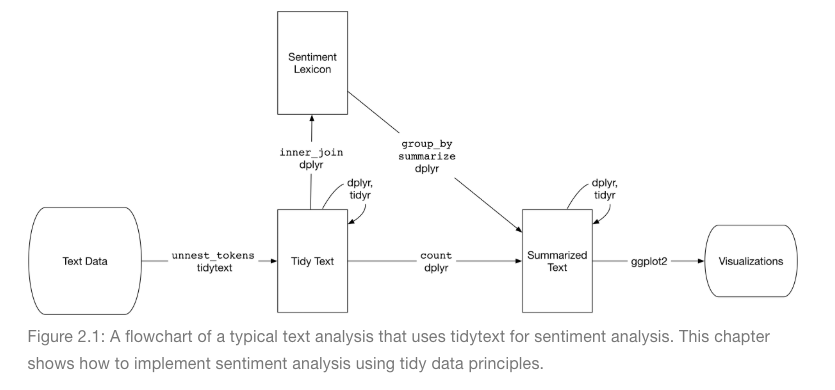 Sentiment
Lexicon
inner_join
dplyr
group_by
summarize
dplyr
dplyr,
tidyr
dplyr,
tidyr
Text Data
unnest_tokens
tidytext
Tidy Text
count
dplyr
Summarized
Text
ggplot2
Visualizations
Figure 2.1: A flowchart of a typical text analysis that uses tidytext for sentiment analysis. This chapter
shows how to implement sentiment analysis using tidy data principles.